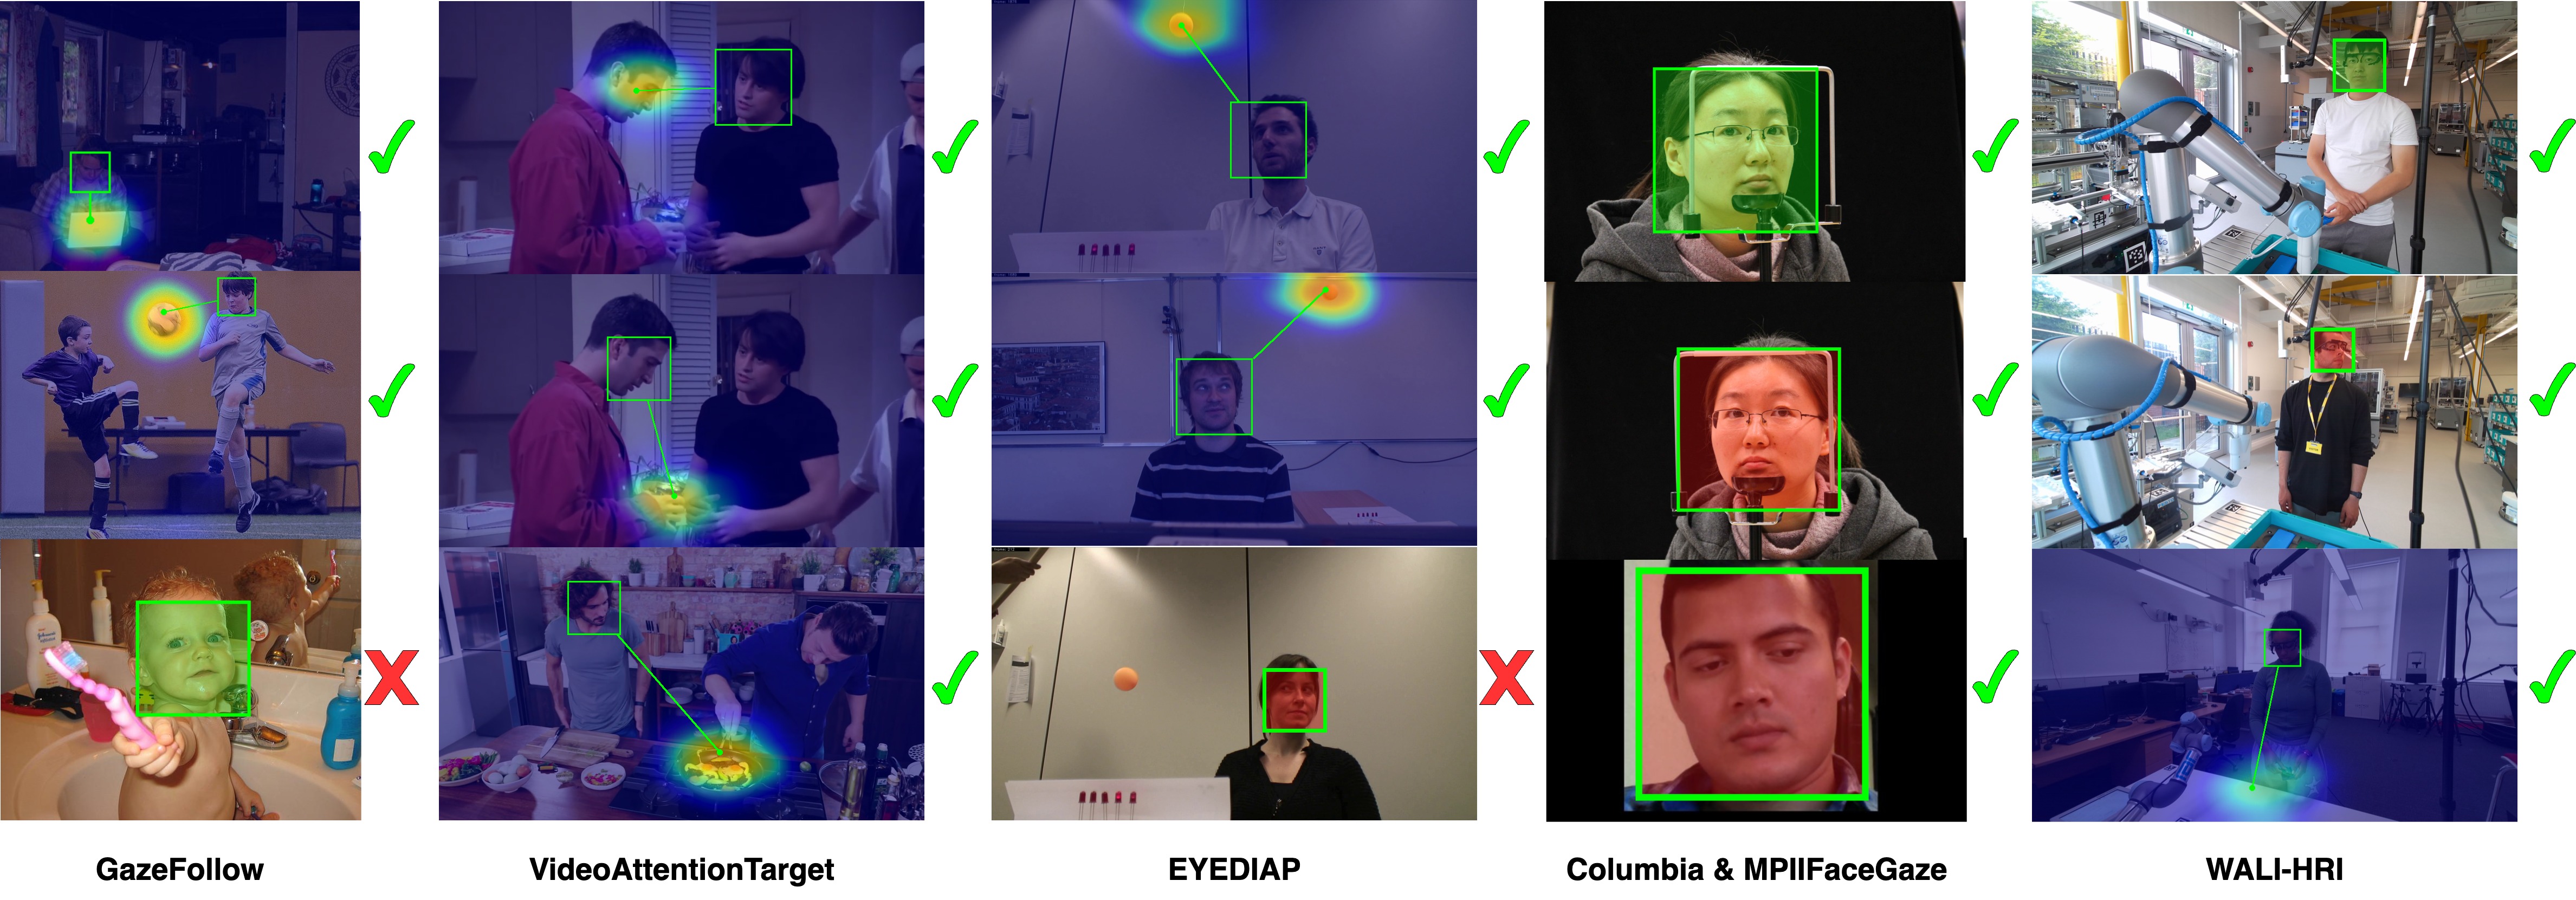 GazeFollow
VideoAttentionTarget
EYEDIAP
Columbia & MPIIFaceGaze
WALI-HRI